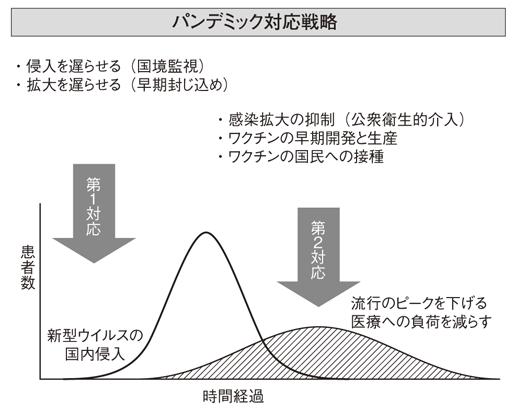 パンデミック対応戦略
・侵入を遅らせる（国境監視）
・拡大を遅らせる（早期封じ込め）
・感染拡大の抑制（公衆衛生的介入）
・ワクチンの早期開発と生産
・ワクチンの国民への接種
第1対応
第2対応
患者数
新型ウイルスの
国内侵入
流行のピークを下げる
医療への負荷を減らす
時間経過